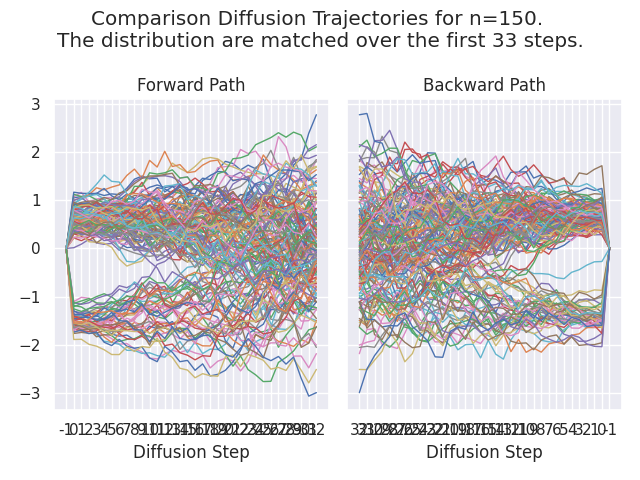 Comparison Diffusion Trajectories for n=150.
The distribution are matched over the first 33 steps.
Forward Path
Backward Path
3
2
1
0
−1
−2
−3
Diffusion Step
Diffusion Step